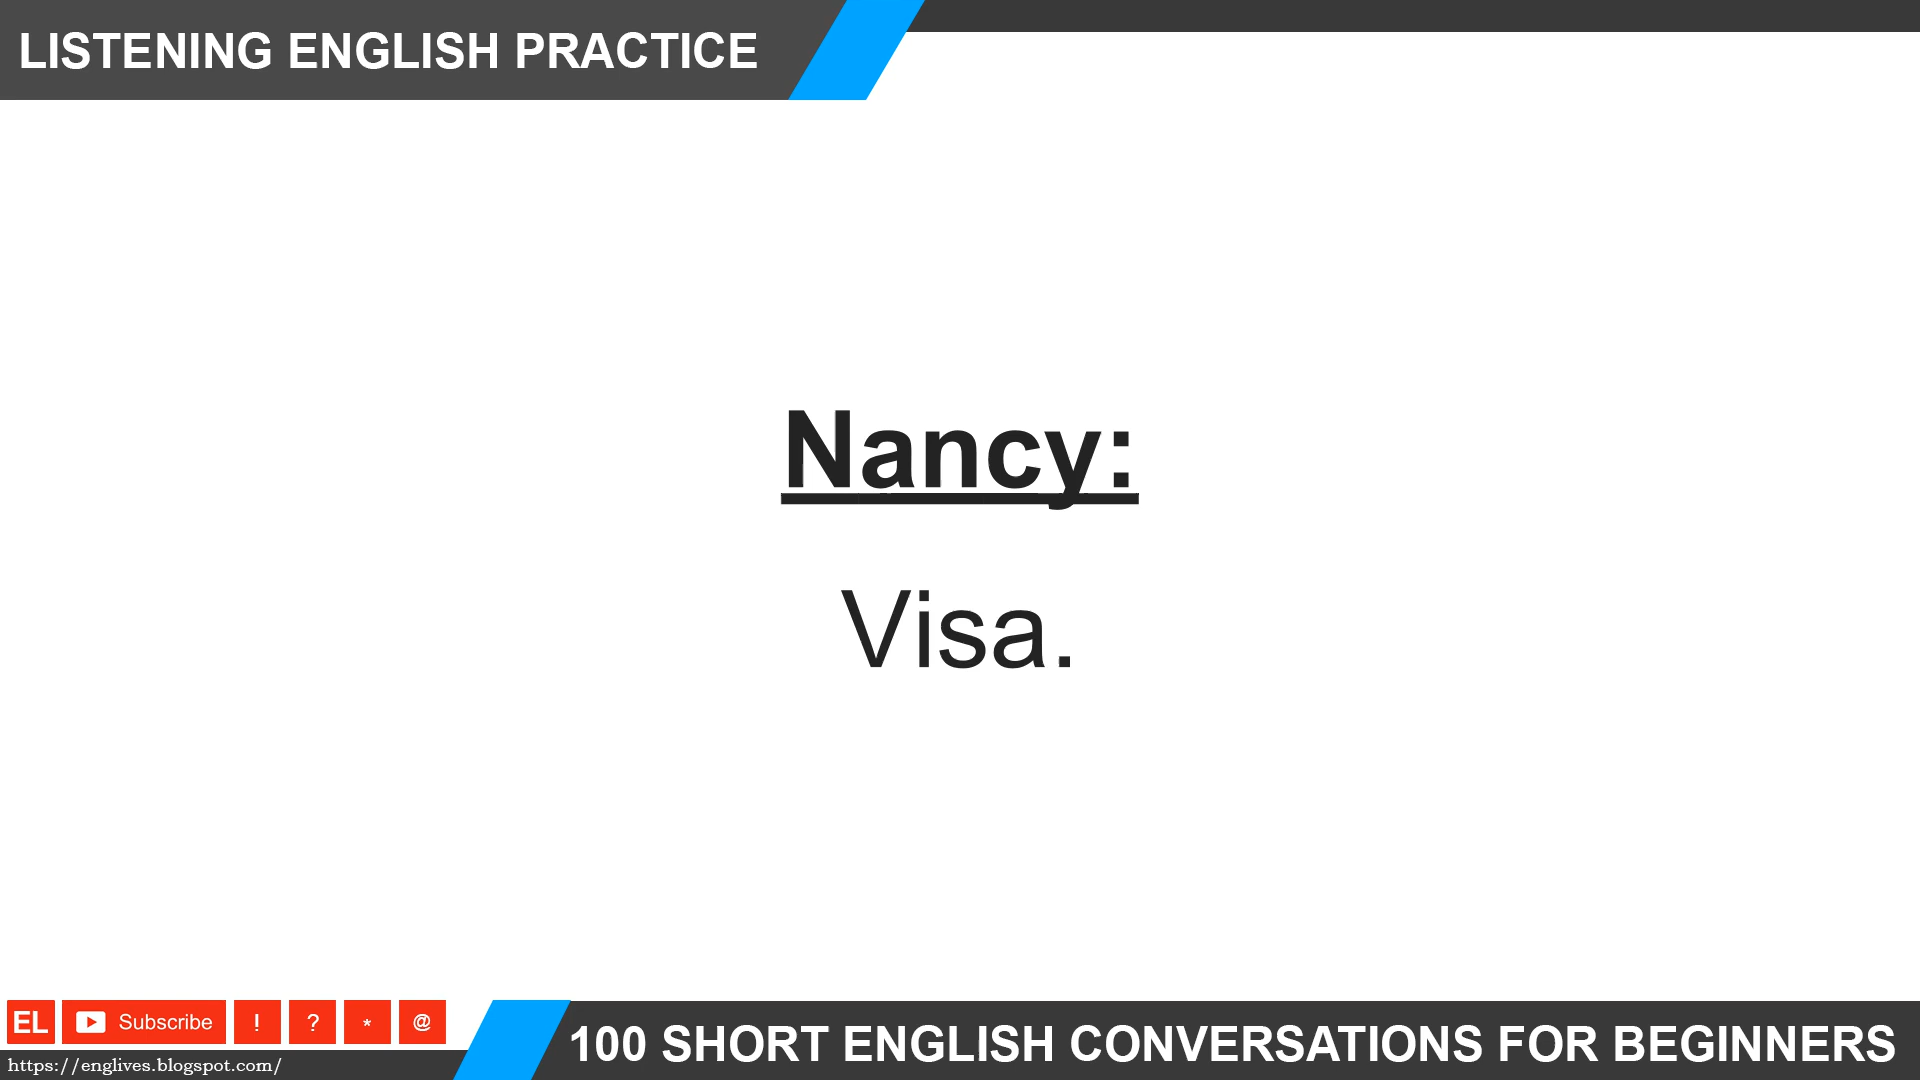 LISTENING ENGLISH PRACTICE
Nancy:
Visa.
EL Subscribe ! ? * @
https://englives.blogspot.com/
100 SHORT ENGLISH CONVERSATIONS FOR BEGINNERS